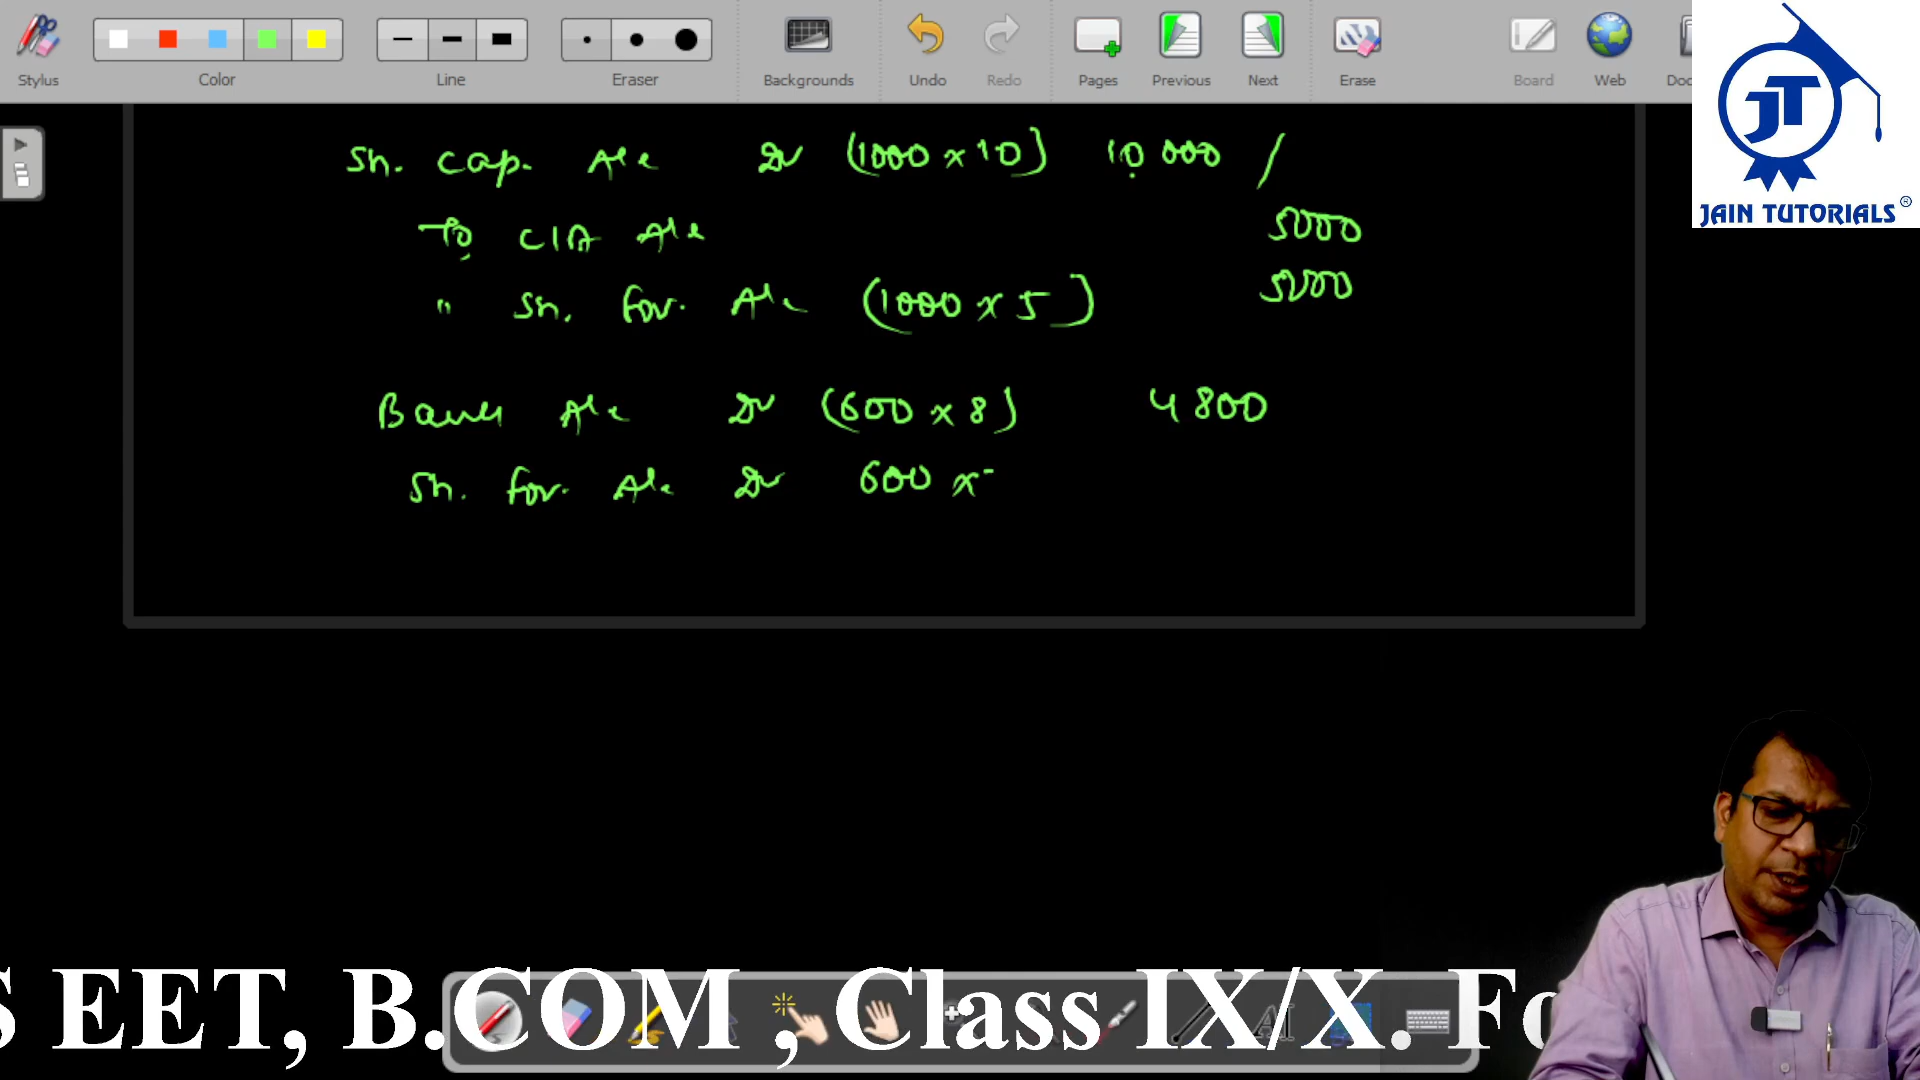 Stylus Color Line Eraser Backgrounds Undo Redo Pages Previous Next Erase Board Web Doc
JT
JAIN TUTORIALS®
Sh. cap. A/c Dr (1000 x 10) 10 000 /
To CIA A/c 5000
" Sh. For. A/c (1000 x 5) 5000
Bank A/c Dr (600 x 8) 4800
Sh. For. A/c Dr 600 x
S EET, B.COM , Class IX/X. Fo